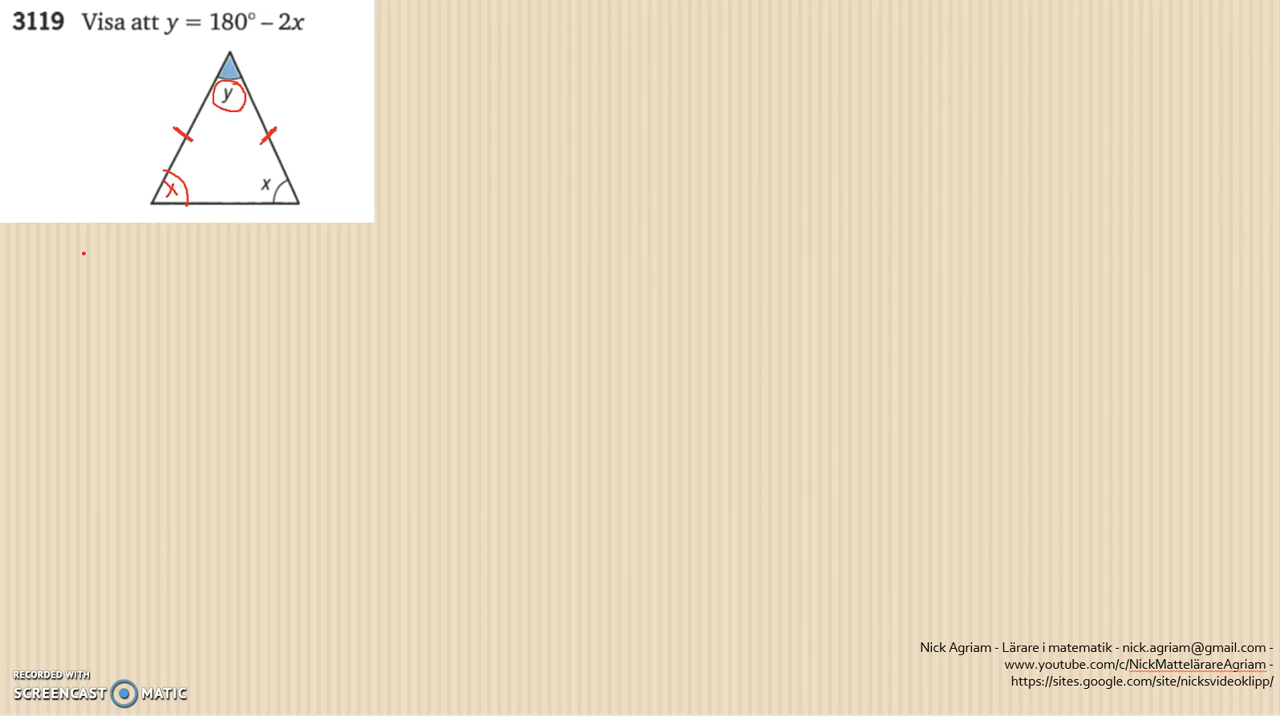 3119 Visa att y = 180° – 2x
y
x
x
Nick Agriam - Lärare i matematik - nick.agriam@gmail.com -
www.youtube.com/c/NickMattelärareAgriam -
https://sites.google.com/site/nicksvideoklipp/
RECORDED WITH
SCREENCAST MATIC